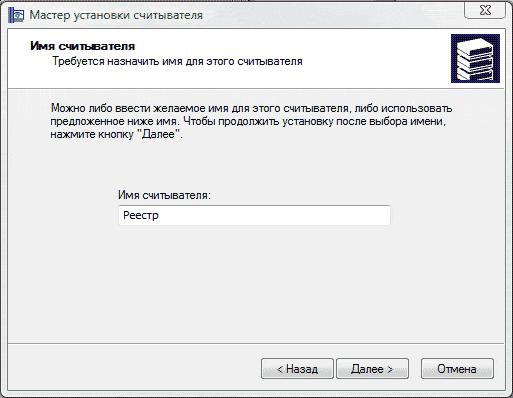 Мастер установки считывателя
Имя считывателя
Требуется назначить имя для этого считывателя
Можно либо ввести желаемое имя для этого считывателя, либо использовать
предложенное ниже имя. Чтобы продолжить установку после выбора имени,
нажмите кнопку "Далее".
Имя считывателя:
Реестр
< Назад
Далее >
Отмена